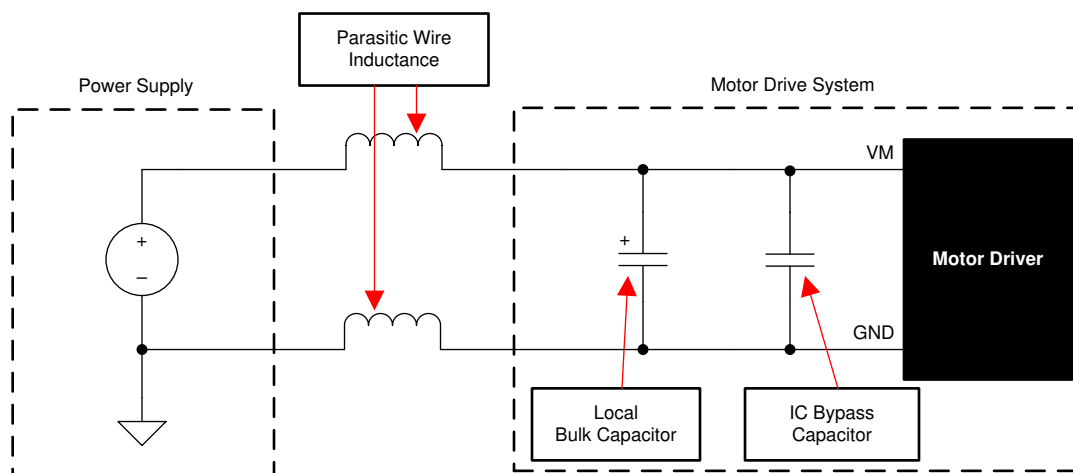 Parasitic Wire
Inductance
Power Supply
Motor Drive System
VM
+
–
+
Motor Driver
GND
Local
Bulk Capacitor
IC Bypass
Capacitor